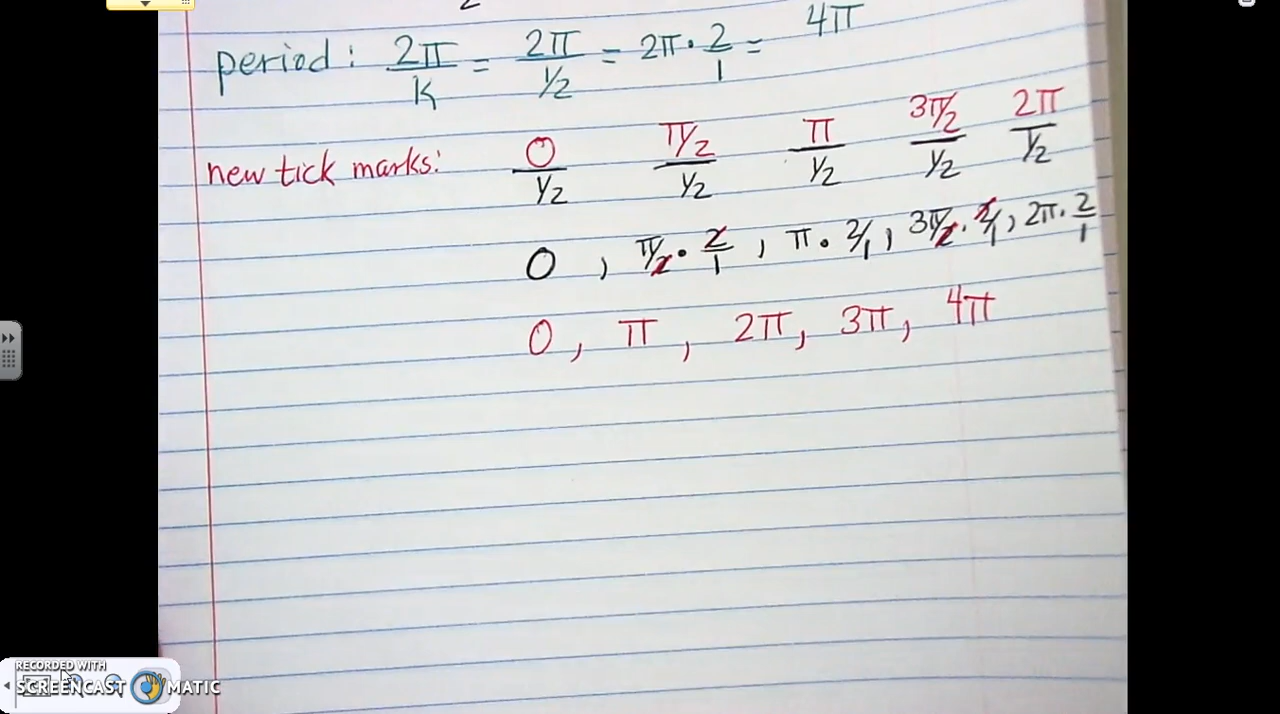 period: 2π/k = 2π/½ = 2π · 2/1 = 4π
new tick marks: 0/½ π/2/½ π/½ 3π/2/½ 2π/½
0 , π/2 · 2/1 , π · 2/1 , 3π/2 · 2/1 , 2π · 2/1
0 , π , 2π , 3π , 4π
RECORDED WITH
SCREENCAST MATIC